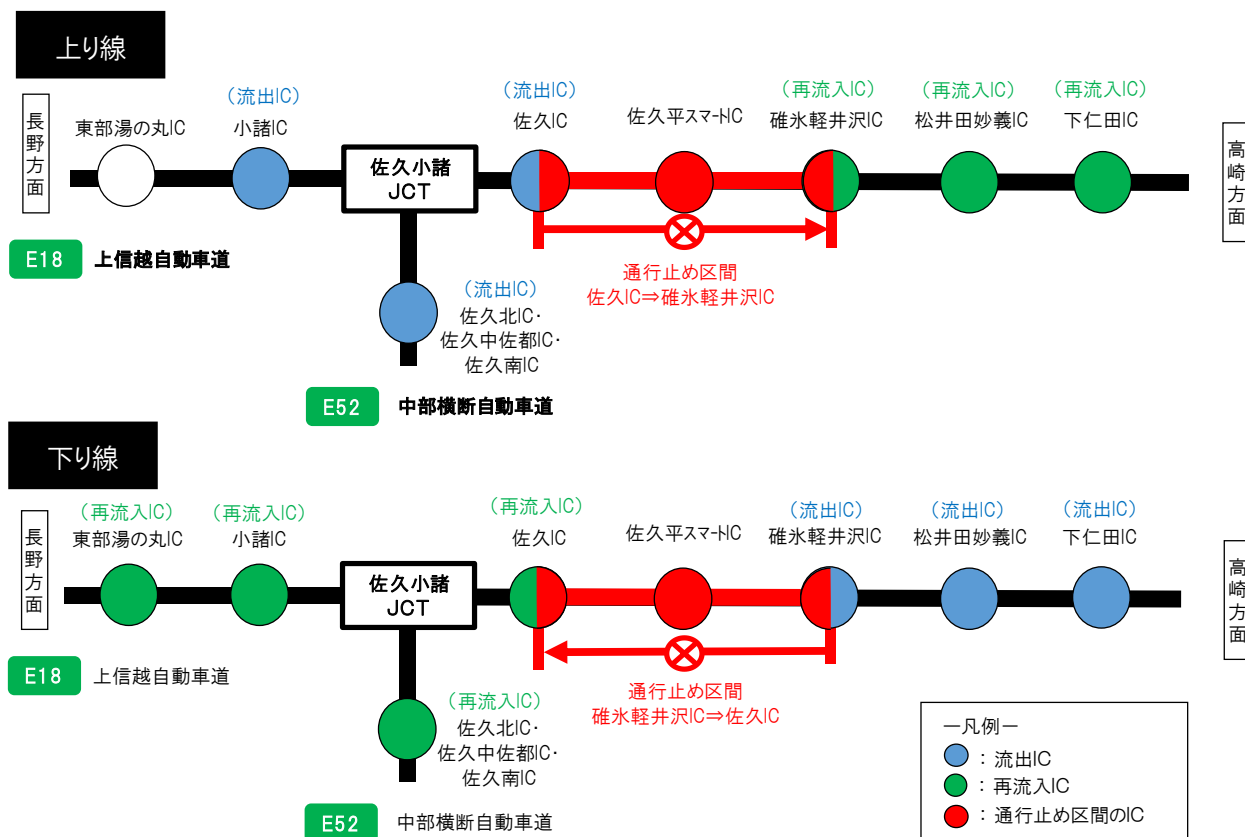 上り線
長野方面
東部湯の丸IC
（流出IC）
小諸IC
佐久小諸
JCT
（流出IC）
佐久IC
佐久平スマートIC
（再流入IC）
碓氷軽井沢IC
（再流入IC）
松井田妙義IC
（再流入IC）
下仁田IC
高崎方面
E18 上信越自動車道
通行止め区間
佐久IC⇒碓氷軽井沢IC
（流出IC）
佐久北IC・
佐久中佐都IC・
佐久南IC
E52 中部横断自動車道
下り線
長野方面
（再流入IC）
東部湯の丸IC
（再流入IC）
小諸IC
佐久小諸
JCT
（再流入IC）
佐久IC
佐久平スマートIC
（流出IC）
碓氷軽井沢IC
（流出IC）
松井田妙義IC
（流出IC）
下仁田IC
高崎方面
E18 上信越自動車道
通行止め区間
碓氷軽井沢IC⇒佐久IC
（再流入IC）
佐久北IC・
佐久中佐都IC・
佐久南IC
E52 中部横断自動車道
－凡例－
：流出IC
：再流入IC
：通行止め区間のIC